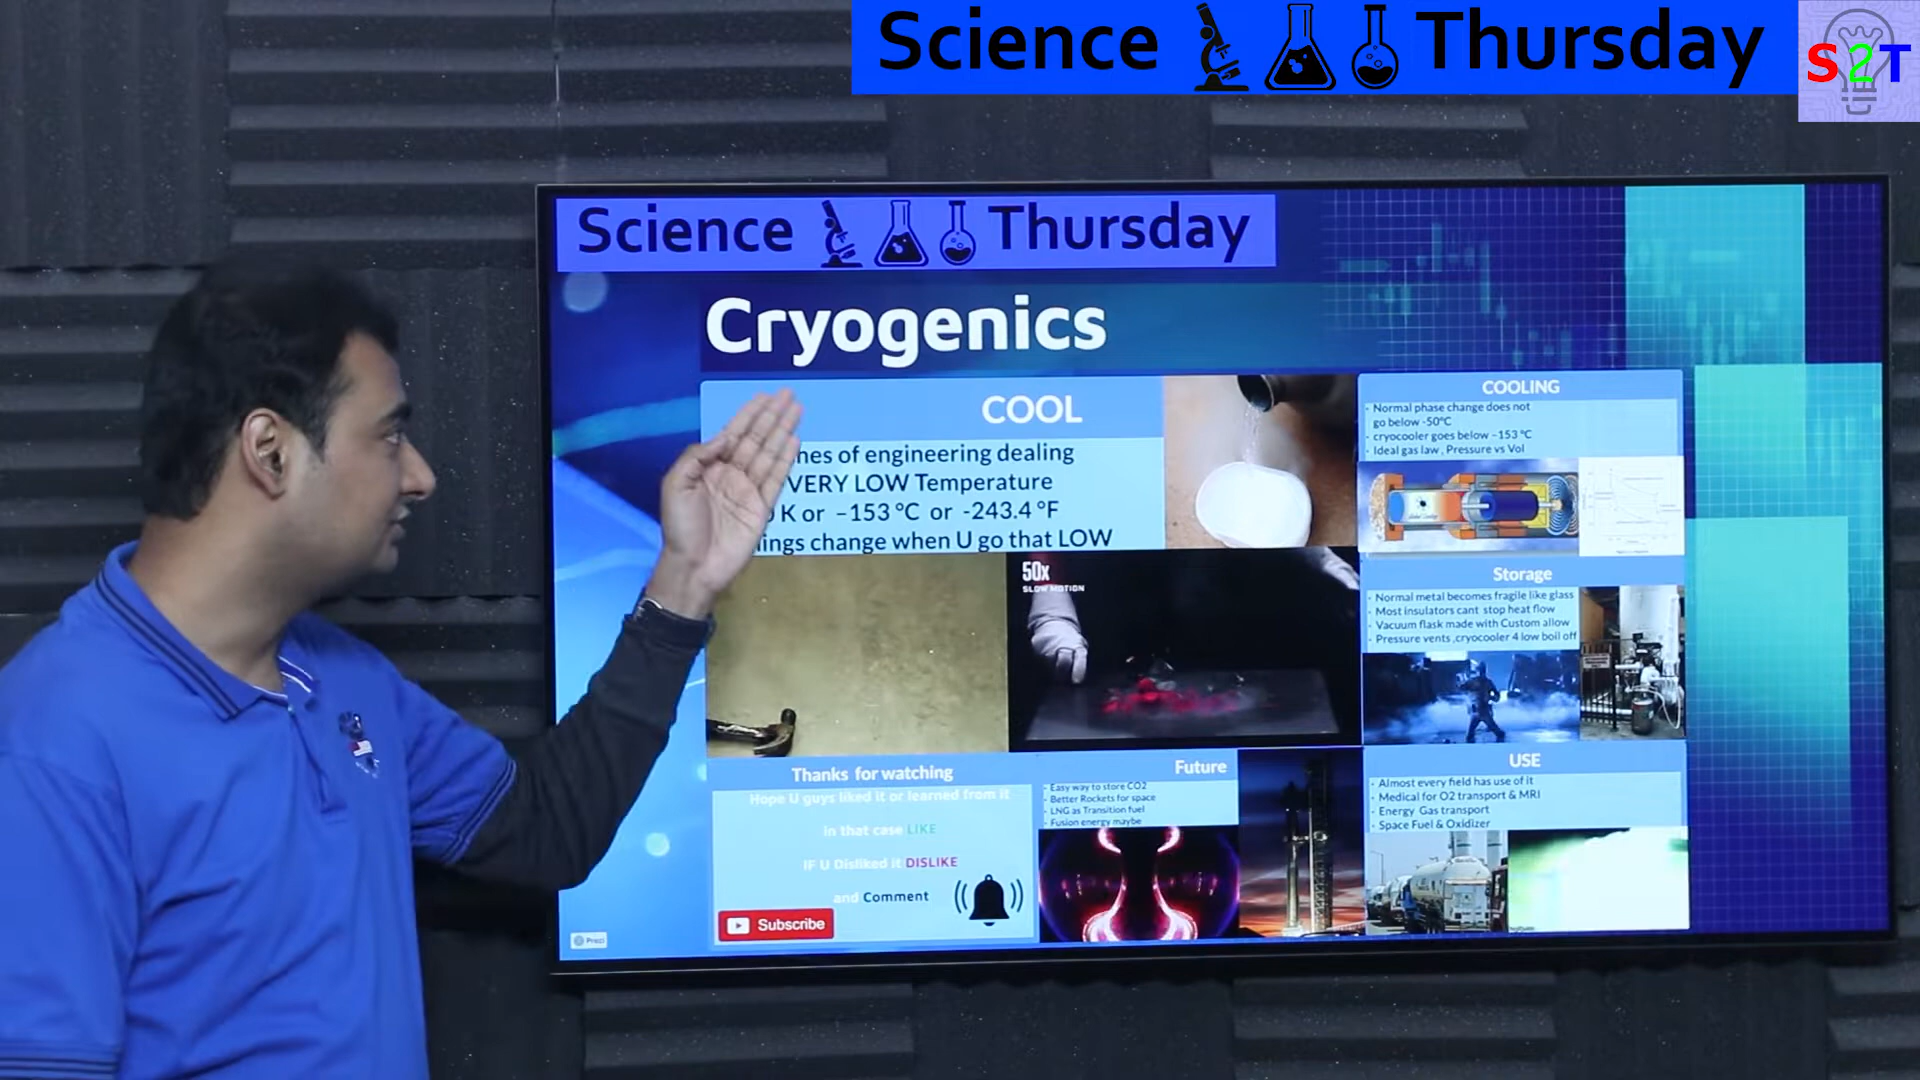 Science Thursday
S2T
Science Thursday
Cryogenics
COOL
hes of engineering dealing
VERY LOW Temperature
K or -153 °C or -243.4 °F
ings change when U go that LOW
COOLING
- Normal phase change does not
go below -50°C
- cryocooler goes below -153 °C
- Ideal gas law , Pressure vs Vol
50x
SLOW MOTION
Storage
- Normal metal becomes fragile like glass
- Most insulators cant stop heat flow
- Vacuum flask made with Custom allow
- Pressure vents ,cryocooler 4 low boil off
Thanks for watching
Hope U guys liked it or learned from it
in that case LIKE
IF U Disliked it DISLIKE
and Comment
Subscribe
Prezi
Future
- Easy way to store CO2
- Better Rockets for space
- LNG as Transition fuel
- Fusion energy maybe
USE
- Almost every field has use of it
- Medical for O2 transport & MRI
- Energy Gas transport
- Space Fuel & Oxidizer